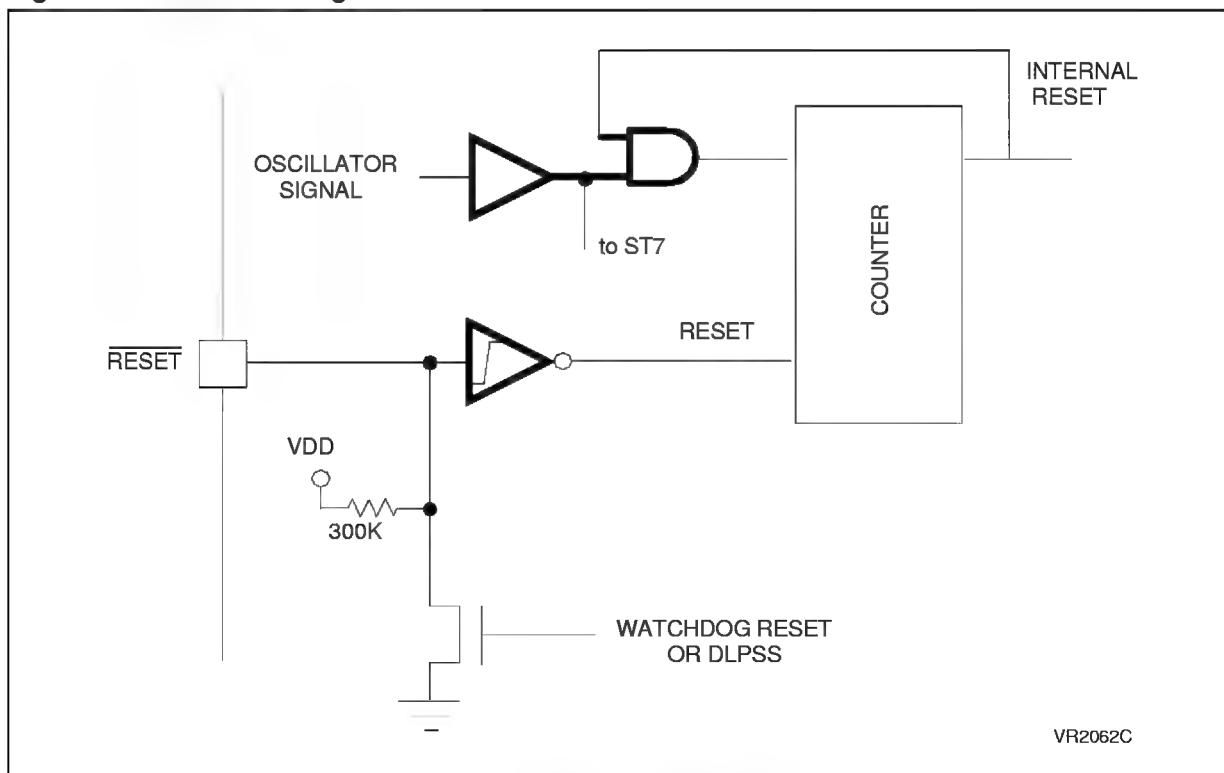 INTERNAL
RESET
OSCILLATOR
SIGNAL
to ST7
COUNTER
RESET
RESET
VDD
300K
WATCHDOG RESET
OR DLPSS
VR2062C